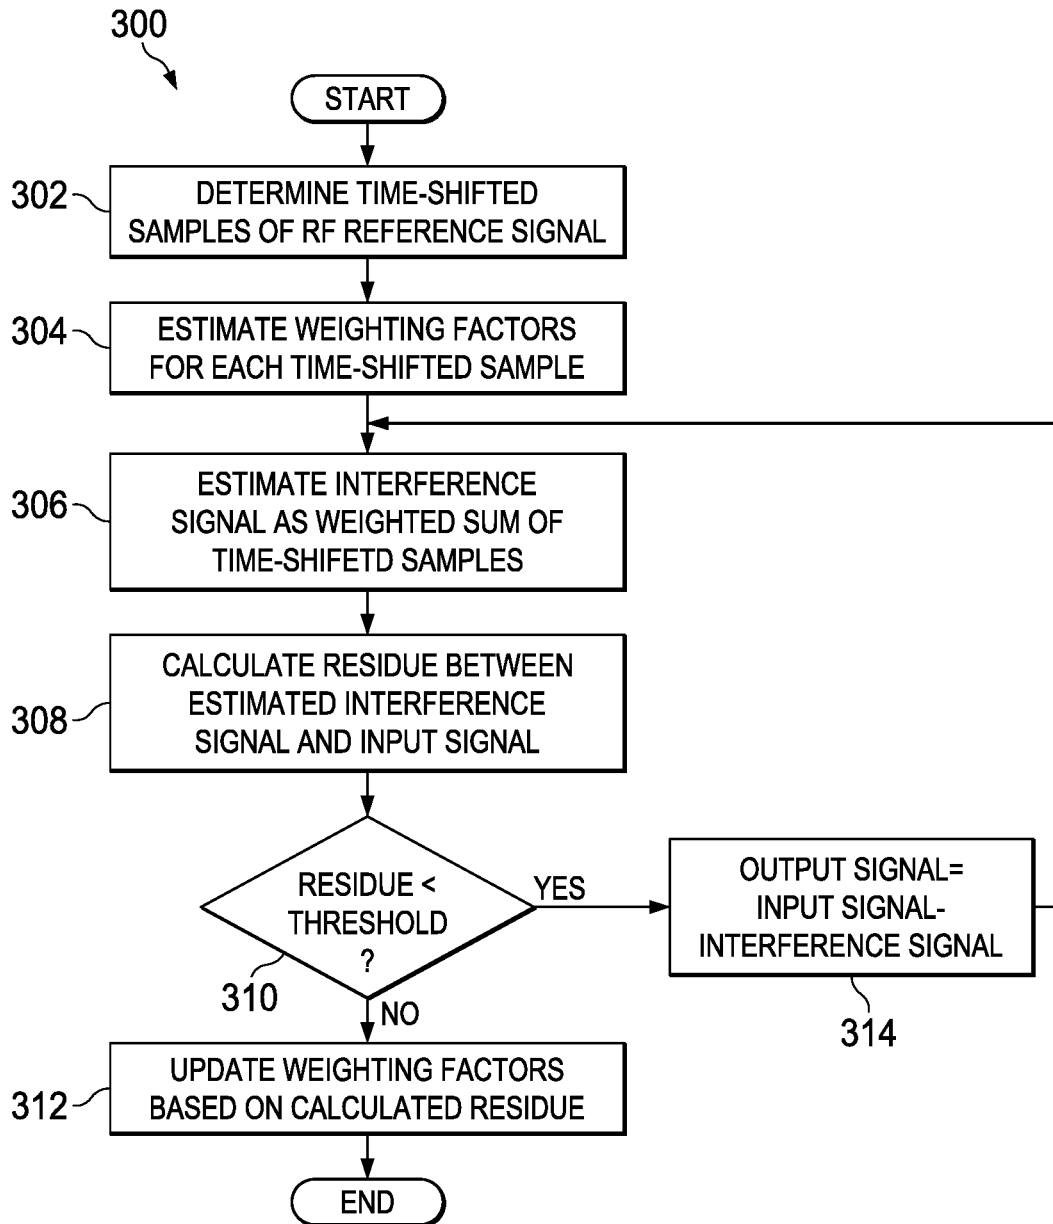 300
START
302
DETERMINE TIME-SHIFTED
SAMPLES OF RF REFERENCE SIGNAL
304
ESTIMATE WEIGHTING FACTORS
FOR EACH TIME-SHIFTED SAMPLE
306
ESTIMATE INTERFERENCE
SIGNAL AS WEIGHTED SUM OF
TIME-SHIFETD SAMPLES
308
CALCULATE RESIDUE BETWEEN
ESTIMATED INTERFERENCE
SIGNAL AND INPUT SIGNAL
RESIDUE <
THRESHOLD
?
310
YES
NO
OUTPUT SIGNAL=
INPUT SIGNAL-
INTERFERENCE SIGNAL
314
312
UPDATE WEIGHTING FACTORS
BASED ON CALCULATED RESIDUE
END